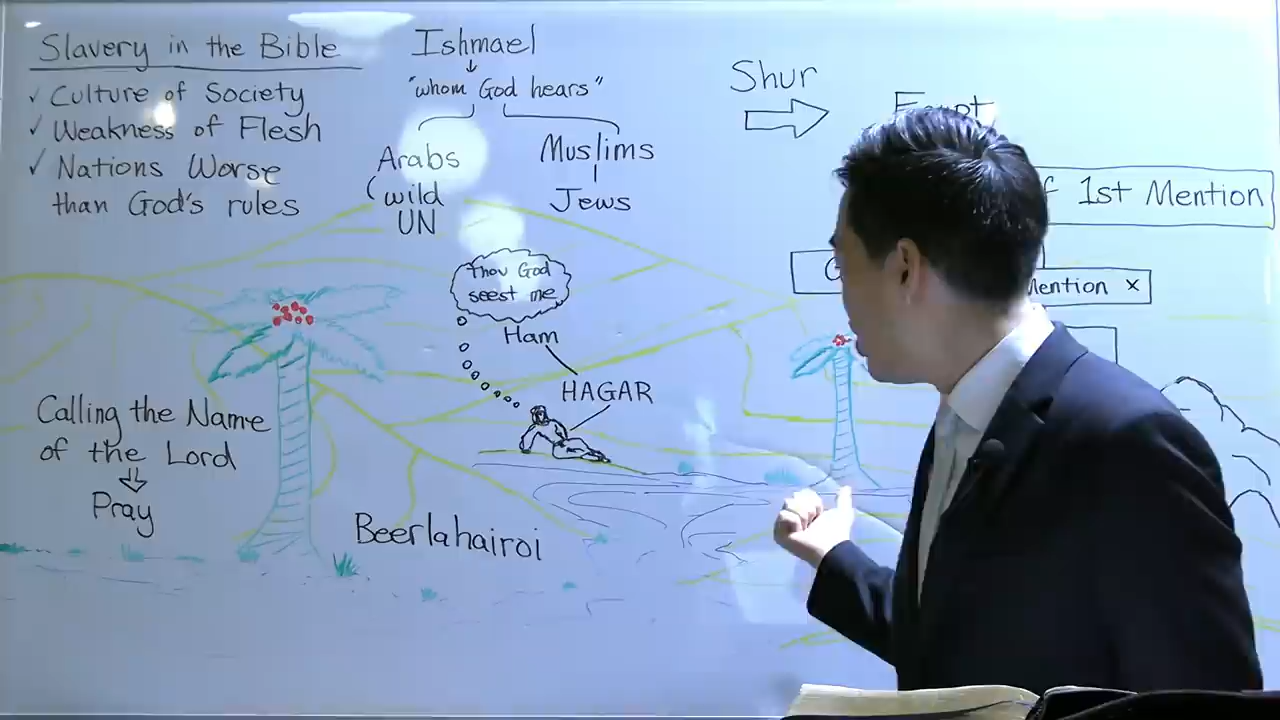 Slavery in the Bible
✓ Culture of Society
✓ Weakness of Flesh
✓ Nations Worse
than God's rules
Ishmael
"whom God hears"
Arabs
(wild
UN
Muslims
Jews
Shur
Egypt
1st Mention
Mention x
Thou God
seest me
Ham
HAGAR
Calling the Name
of the Lord
Pray
Beerlahairoi